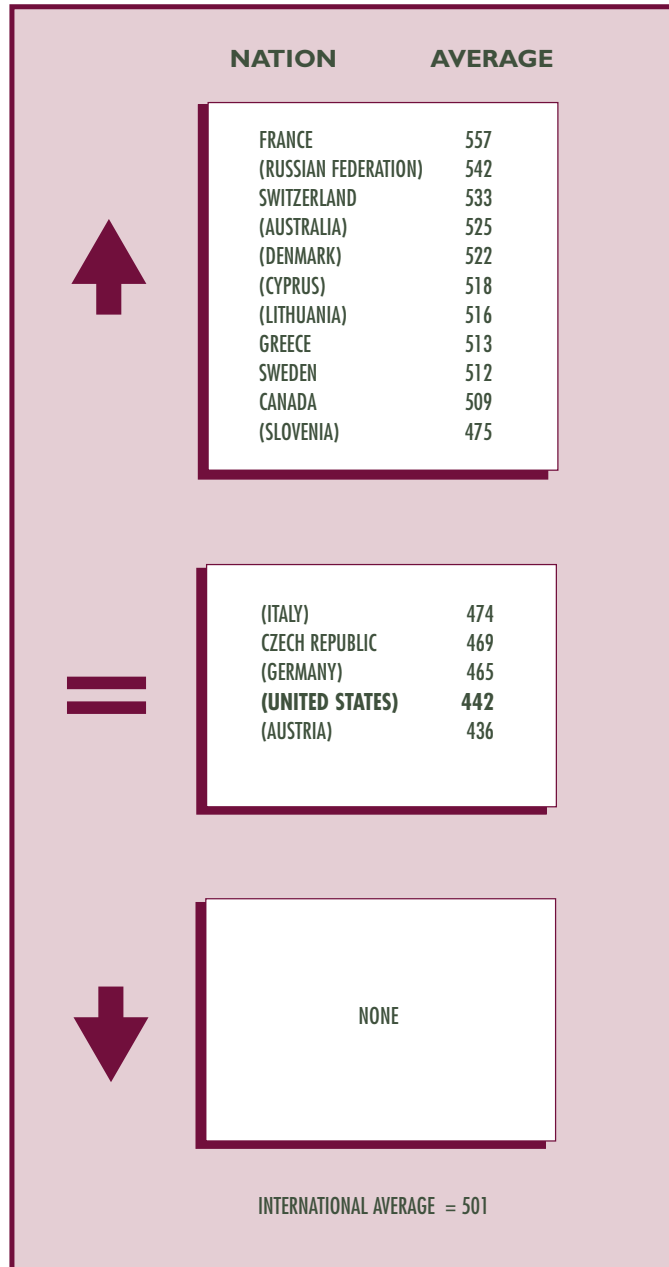 NATION AVERAGE
FRANCE 557
(RUSSIAN FEDERATION) 542
SWITZERLAND 533
(AUSTRALIA) 525
(DENMARK) 522
(CYPRUS) 518
(LITHUANIA) 516
GREECE 513
SWEDEN 512
CANADA 509
(SLOVENIA) 475
(ITALY) 474
CZECH REPUBLIC 469
(GERMANY) 465
(UNITED STATES) 442
(AUSTRIA) 436
NONE
INTERNATIONAL AVERAGE = 501